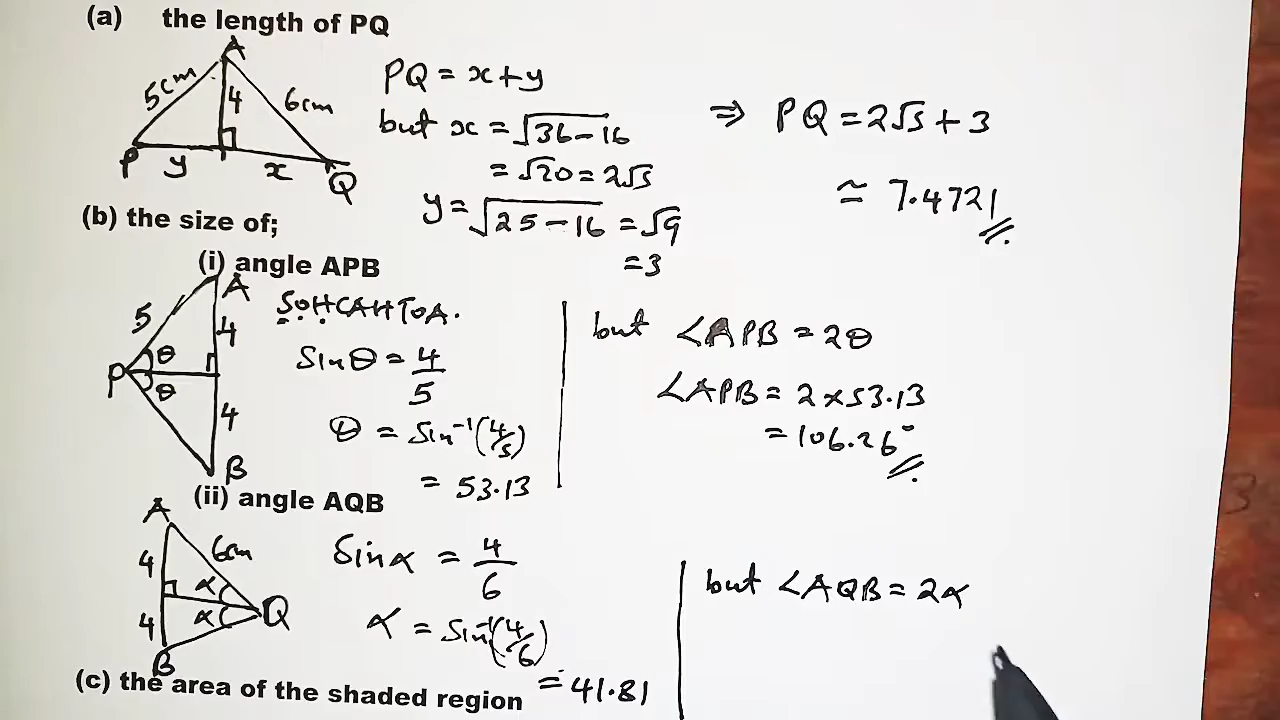 (a) the length of PQ
A
5cm
4
6cm
P
y
x
Q
PQ = x+y
but x = √36-16
= √20 = 2√5
y = √25-16 = √9
= 3
⇒ PQ = 2√5 + 3
≈ 7.4721
(b) the size of;
(i) angle APB
A
5
4
P
θ
θ
4
B
SOHCAHTOA.
Sinθ = 4/5
θ = Sin⁻¹(4/5)
= 53.13
but ∠APB = 2θ
∠APB = 2×53.13
= 106.26°
(ii) angle AQB
A
4
6cm
α
α
Q
4
B
Sinα = 4/6
α = Sin⁻¹(4/6)
= 41.81
but ∠AQB = 2α
(c) the area of the shaded region